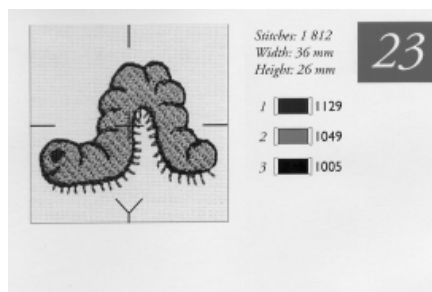 Stitches: 1 812
Width: 36 mm
Height: 26 mm
23
1 1129
2 1049
3 1005